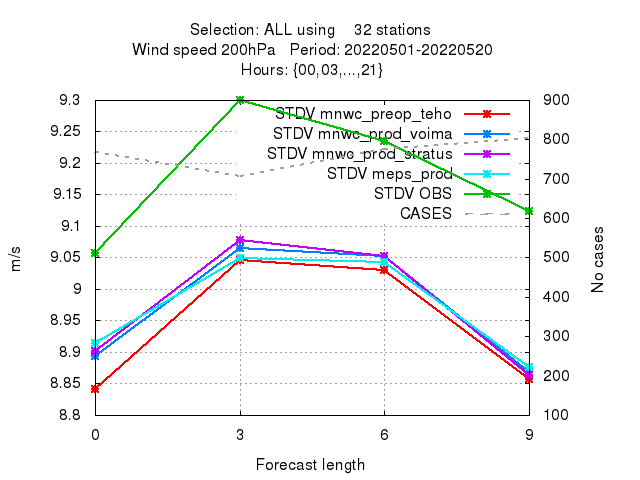 Selection: ALL using    32 stations
Wind speed 200hPa   Period: 20220501-20220520
Hours: {00,03,...,21}
9.3
9.25
9.2
9.15
9.1
9.05
9
8.95
8.9
8.85
8.8
m/s
STDV mnwc_preop_teho
STDV mnwc_prod_voima
STDV mnwc_prod_stratus
STDV meps_prod
STDV OBS
CASES
900
800
700
600
500
400
300
200
100
No cases
0 3 6 9
Forecast length